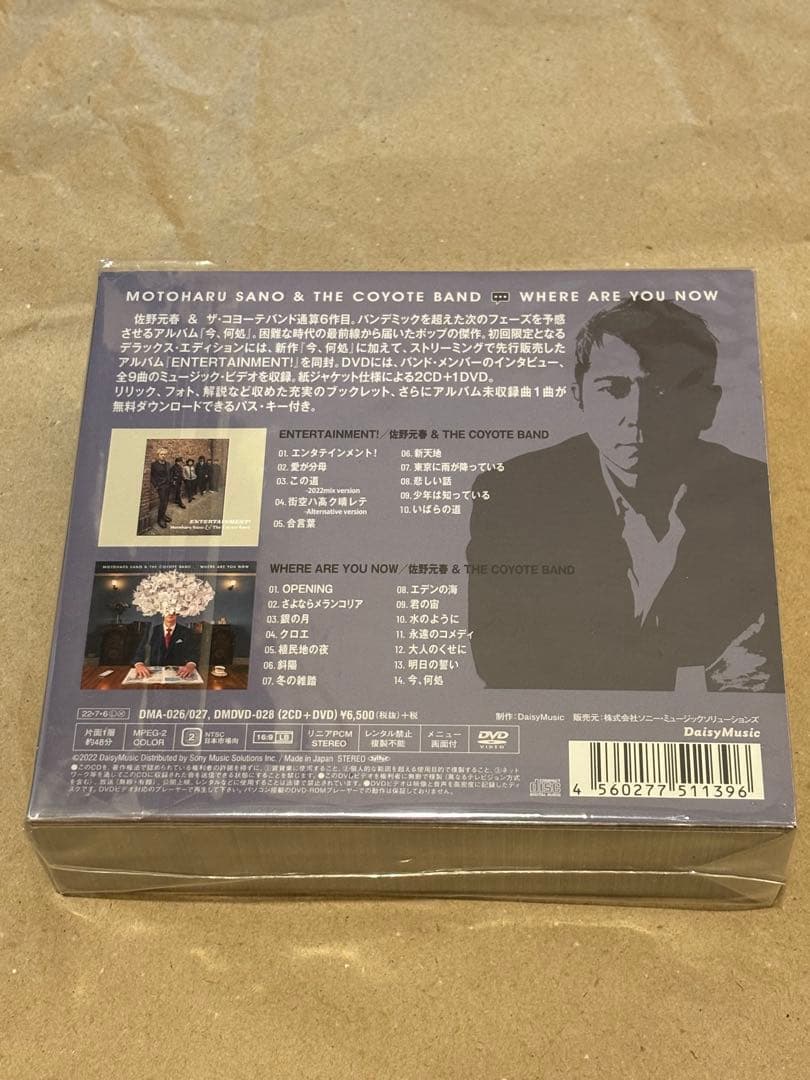 MOTOHARU SANO & THE COYOTE BAND WHERE ARE YOU NOW
佐野元春 & ザ・コヨーテバンド通算6作目。パンデミックを超えた次のフェーズを予感
させるアルバム『今、何処』。困難な時代の最前線から届いたポップの傑作。初回限定となる
デラックス・エディションには、新作『今、何処』に加えて、ストリーミングで先行販売した
アルバム『ENTERTAINMENT!』を同封。DVDには、バンド・メンバーのインタビュー、
全9曲のミュージック・ビデオを収録。紙ジャケット仕様による2CD+1DVD。
リリック、フォト、解説など収めた充実のブックレット、さらにアルバム未収録曲1曲が
無料ダウンロードできるパス・キー付き。
ENTERTAINMENT!
Motoharu Sano & The Coyote Band
ENTERTAINMENT!/佐野元春 & THE COYOTE BAND
01. エンタテインメント!
02. 愛が分母
03. この道
-2022mix version
04. 街空ハ高ク晴レテ
-Alternative version
05. 合言葉
06. 新天地
07. 東京に雨が降っている
08. 悲しい話
09. 少年は知っている
10. いばらの道
MOTOHARU SANO & THE COYOTE BAND WHERE ARE YOU NOW
WHERE ARE YOU NOW/佐野元春 & THE COYOTE BAND
01. OPENING
02. さよならメランコリア
03. 銀の月
04. クロエ
05. 植民地の夜
06. 斜陽
07. 冬の雑踏
08. エデンの海
09. 君の宙
10. 水のように
11. 永遠のコメディ
12. 大人のくせに
13. 明日の誓い
14. 今、何処
22・7・6 DMA-026/027, DMDVD-028 (2CD+DVD) ¥6,500(税抜)+税
制作:DaisyMusic 販売元:株式会社ソニー・ミュージックソリューションズ
DaisyMusic
片面1層 約48分
MPEG-2 COLOR
2 NTSC 日本市場向
16:9 LB
リニアPCM STEREO
レンタル禁止 複製不能
メニュー 画面付
DVD VIDEO
©2022 DaisyMusic Distributed by Sony Music Solutions Inc. / Made in Japan STEREO
COMPACT disc DIGITAL AUDIO
4 560277 511396